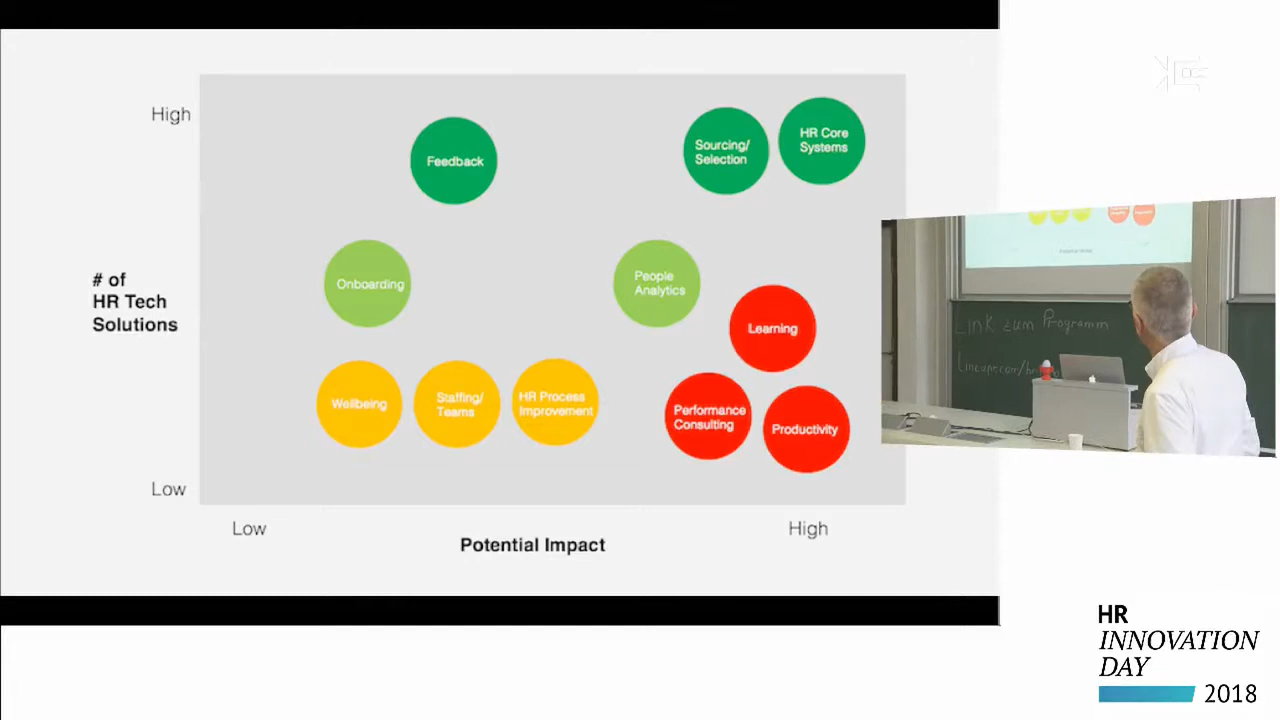 High
Feedback
Sourcing/
Selection
HR Core
Systems
# of
HR Tech
Solutions
Onboarding
People
Analytics
Learning
Wellbeing
Staffing/
Teams
HR Process
Improvement
Performance
Consulting
Productivity
Low
Low
High
Potential Impact
Link zum Programm
HR
INNOVATION
DAY
2018